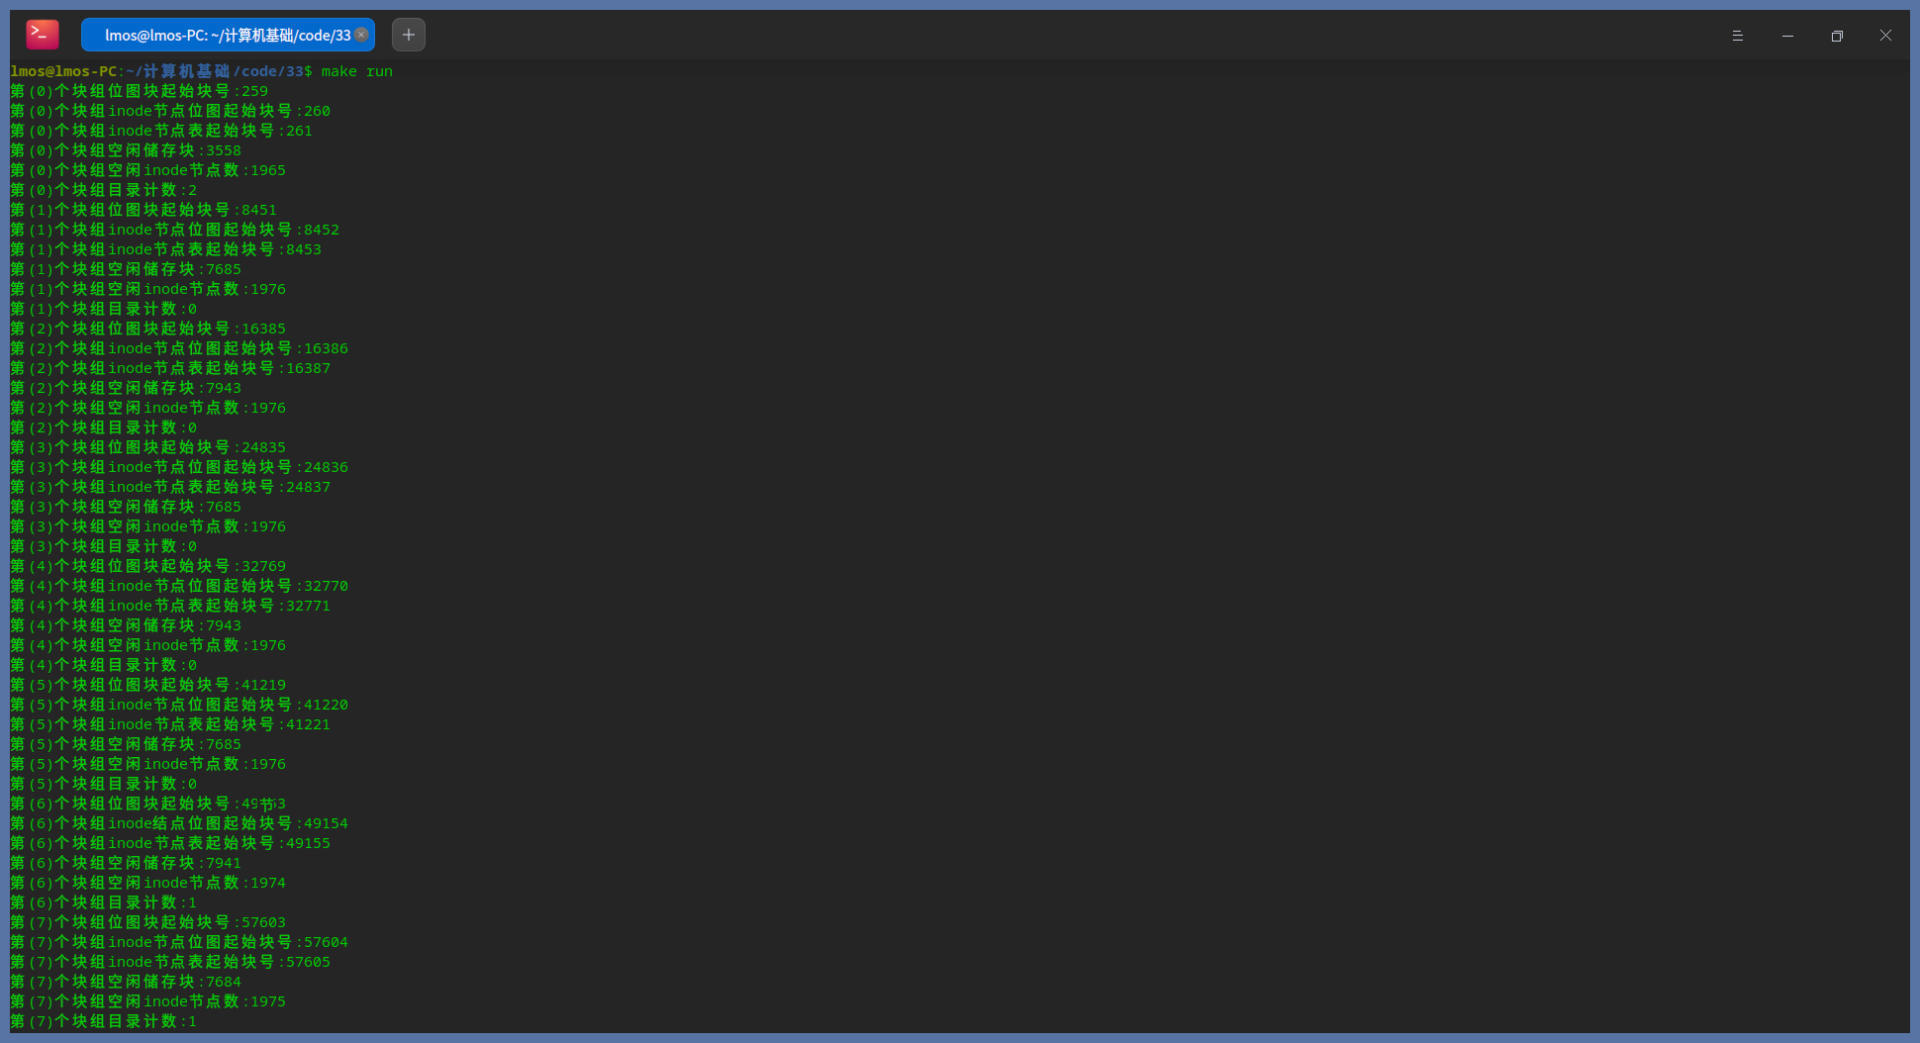 lmos@lmos-PC: ~/计算机基础/code/33
lmos@lmos-PC:~/计算机基础/code/33$ make run
第(0)个块组位图块起始块号:259
第(0)个块组inode节点位图起始块号:260
第(0)个块组inode节点表起始块号:261
第(0)个块组空闲储存块:3558
第(0)个块组空闲inode节点数:1965
第(0)个块组目录计数:2
第(1)个块组位图块起始块号:8451
第(1)个块组inode节点位图起始块号:8452
第(1)个块组inode节点表起始块号:8453
第(1)个块组空闲储存块:7685
第(1)个块组空闲inode节点数:1976
第(1)个块组目录计数:0
第(2)个块组位图块起始块号:16385
第(2)个块组inode节点位图起始块号:16386
第(2)个块组inode节点表起始块号:16387
第(2)个块组空闲储存块:7943
第(2)个块组空闲inode节点数:1976
第(2)个块组目录计数:0
第(3)个块组位图块起始块号:24835
第(3)个块组inode节点位图起始块号:24836
第(3)个块组inode节点表起始块号:24837
第(3)个块组空闲储存块:7685
第(3)个块组空闲inode节点数:1976
第(3)个块组目录计数:0
第(4)个块组位图块起始块号:32769
第(4)个块组inode节点位图起始块号:32770
第(4)个块组inode节点表起始块号:32771
第(4)个块组空闲储存块:7943
第(4)个块组空闲inode节点数:1976
第(4)个块组目录计数:0
第(5)个块组位图块起始块号:41219
第(5)个块组inode节点位图起始块号:41220
第(5)个块组inode节点表起始块号:41221
第(5)个块组空闲储存块:7685
第(5)个块组空闲inode节点数:1976
第(5)个块组目录计数:0
第(6)个块组位图块起始块号:
第(6)个块组inode结点位图起始块号:49154
第(6)个块组inode节点表起始块号:49155
第(6)个块组空闲储存块:7941
第(6)个块组空闲inode节点数:1974
第(6)个块组目录计数:1
第(7)个块组位图块起始块号:57603
第(7)个块组inode节点位图起始块号:57604
第(7)个块组inode节点表起始块号:57605
第(7)个块组空闲储存块:7684
第(7)个块组空闲inode节点数:1975
第(7)个块组目录计数:1